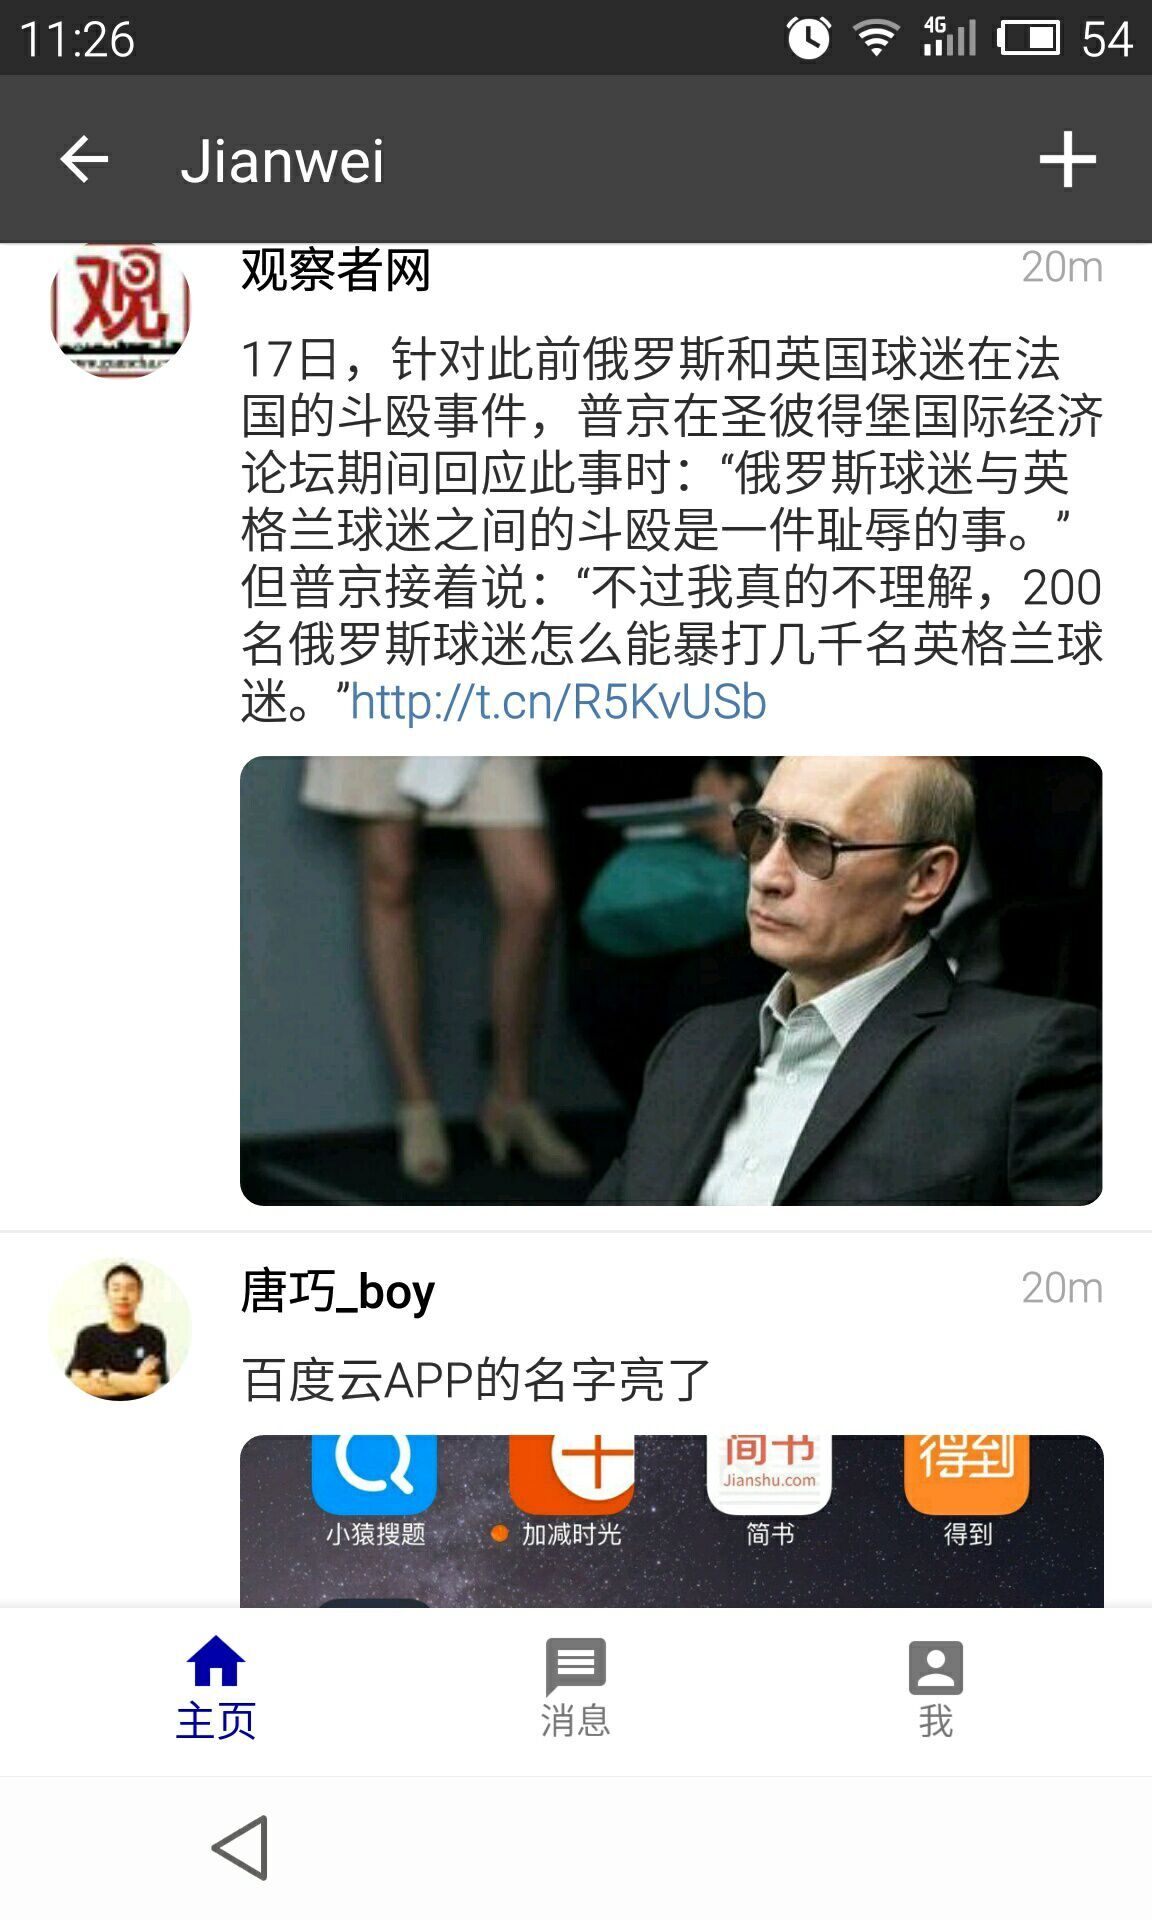 11:26
4G
54
Jianwei
观
观察者网
20m
17日，针对此前俄罗斯和英国球迷在法
国的斗殴事件，普京在圣彼得堡国际经济
论坛期间回应此事时：“俄罗斯球迷与英
格兰球迷之间的斗殴是一件耻辱的事。”
但普京接着说：“不过我真的不理解，200
名俄罗斯球迷怎么能暴打几千名英格兰球
迷。”http://t.cn/R5KvUSb
唐巧_boy
20m
百度云APP的名字亮了
简书
Jianshu.com
得到
小猿搜题
加减时光
简书
得到
主页
消息
我